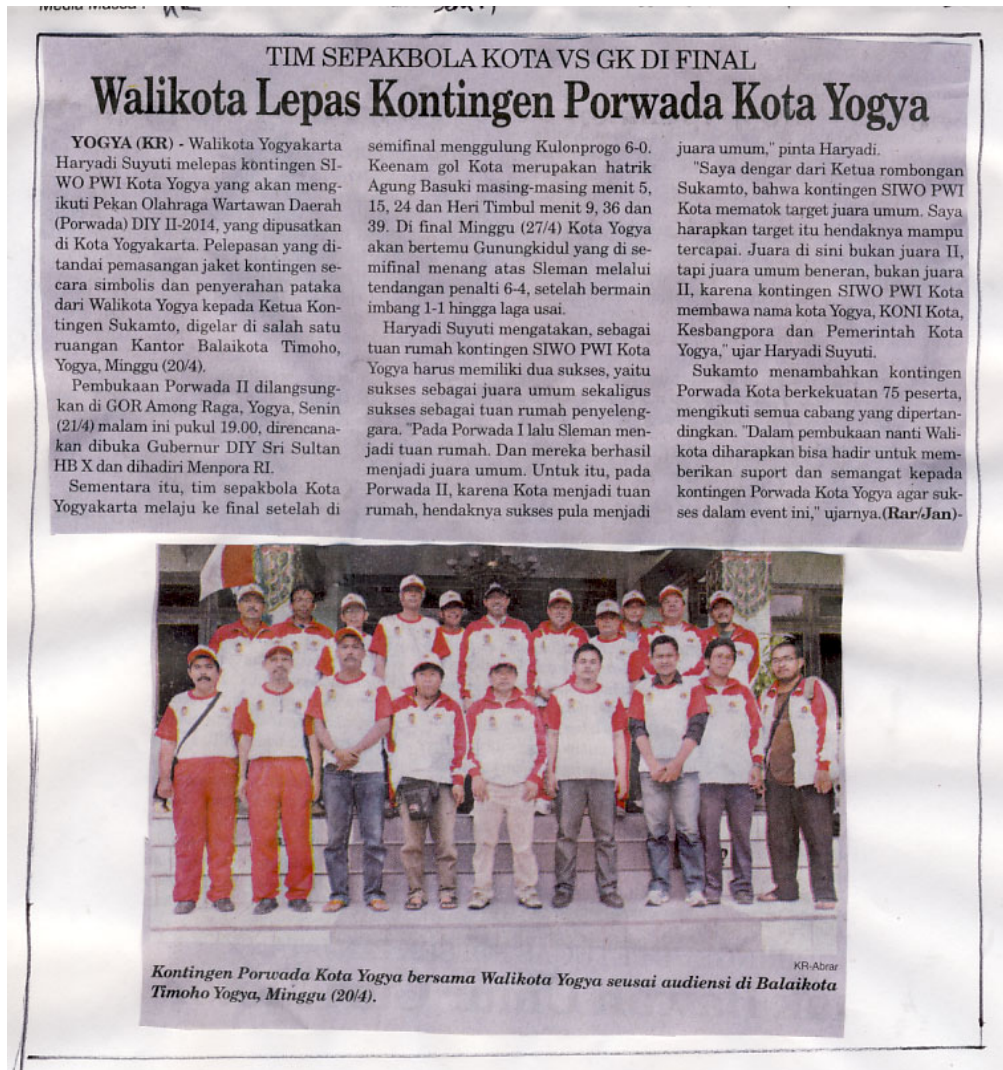 TIM SEPAKBOLA KOTA VS GK DI FINAL
Walikota Lepas Kontingen Porwada Kota Yogya
YOGYA (KR) - Walikota Yogyakarta
Haryadi Suyuti melepas kontingen SI-
WO PWI Kota Yogya yang akan meng-
ikuti Pekan Olahraga Wartawan Daerah
(Porwada) DIY II-2014, yang dipusatkan
di Kota Yogyakarta. Pelepasan yang di-
tandai pemasangan jaket kontingen se-
cara simbolis dan penyerahan pataka
dari Walikota Yogya kepada Ketua Kon-
tingen Sukamto, digelar di salah satu
ruangan Kantor Balaikota Timoho,
Yogya, Minggu (20/4).
Pembukaan Porwada II dilangsung-
kan di GOR Among Raga, Yogya, Senin
(21/4) malam ini pukul 19.00, direncana-
kan dibuka Gubernur DIY Sri Sultan
HB X dan dihadiri Menpora RI.
Sementara itu, tim sepakbola Kota
Yogyakarta melaju ke final setelah di
semifinal menggulung Kulonprogo 6-0.
Keenam gol Kota merupakan hatrik
Agung Basuki masing-masing menit 5,
15, 24 dan Heri Timbul menit 9, 36 dan
39. Di final Minggu (27/4) Kota Yogya
akan bertemu Gunungkidul yang di se-
mifinal menang atas Sleman melalui
tendangan penalti 6-4, setelah bermain
imbang 1-1 hingga laga usai.
Haryadi Suyuti mengatakan, sebagai
tuan rumah kontingen SIWO PWI Kota
Yogya harus memiliki dua sukses, yaitu
sukses sebagai juara umum sekaligus
sukses sebagai tuan rumah penyeleng-
gara. "Pada Porwada I lalu Sleman men-
jadi tuan rumah. Dan mereka berhasil
menjadi juara umum. Untuk itu, pada
Porwada II, karena Kota menjadi tuan
rumah, hendaknya sukses pula menjadi
juara umum," pinta Haryadi.
"Saya dengar dari Ketua rombongan
Sukamto, bahwa kontingen SIWO PWI
Kota mematok target juara umum. Saya
harapkan target itu hendaknya mampu
tercapai. Juara di sini bukan juara II,
tapi juara umum beneran, bukan juara
II, karena kontingen SIWO PWI Kota
membawa nama kota Yogya, KONI Kota,
Kesbangpora dan Pemerintah Kota
Yogya," ujar Haryadi Suyuti.
Sukamto menambahkan kontingen
Porwada Kota berkekuatan 75 peserta,
mengikuti semua cabang yang dipertan-
dingkan. "Dalam pembukaan nanti Wali-
kota diharapkan bisa hadir untuk mem-
berikan suport dan semangat kepada
kontingen Porwada Kota Yogya agar suk-
ses dalam event ini," ujarnya.(Rar/Jan)-
KR-Abrar
Kontingen Porwada Kota Yogya bersama Walikota Yogya seusai audiensi di Balaikota
Timoho Yogya, Minggu (20/4).